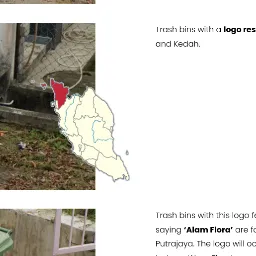 Trash bins with a logo res
and Kedah.
Trash bins with this logo f
saying 'Alam Flora' are fo
Putrajaya. The logo will oc